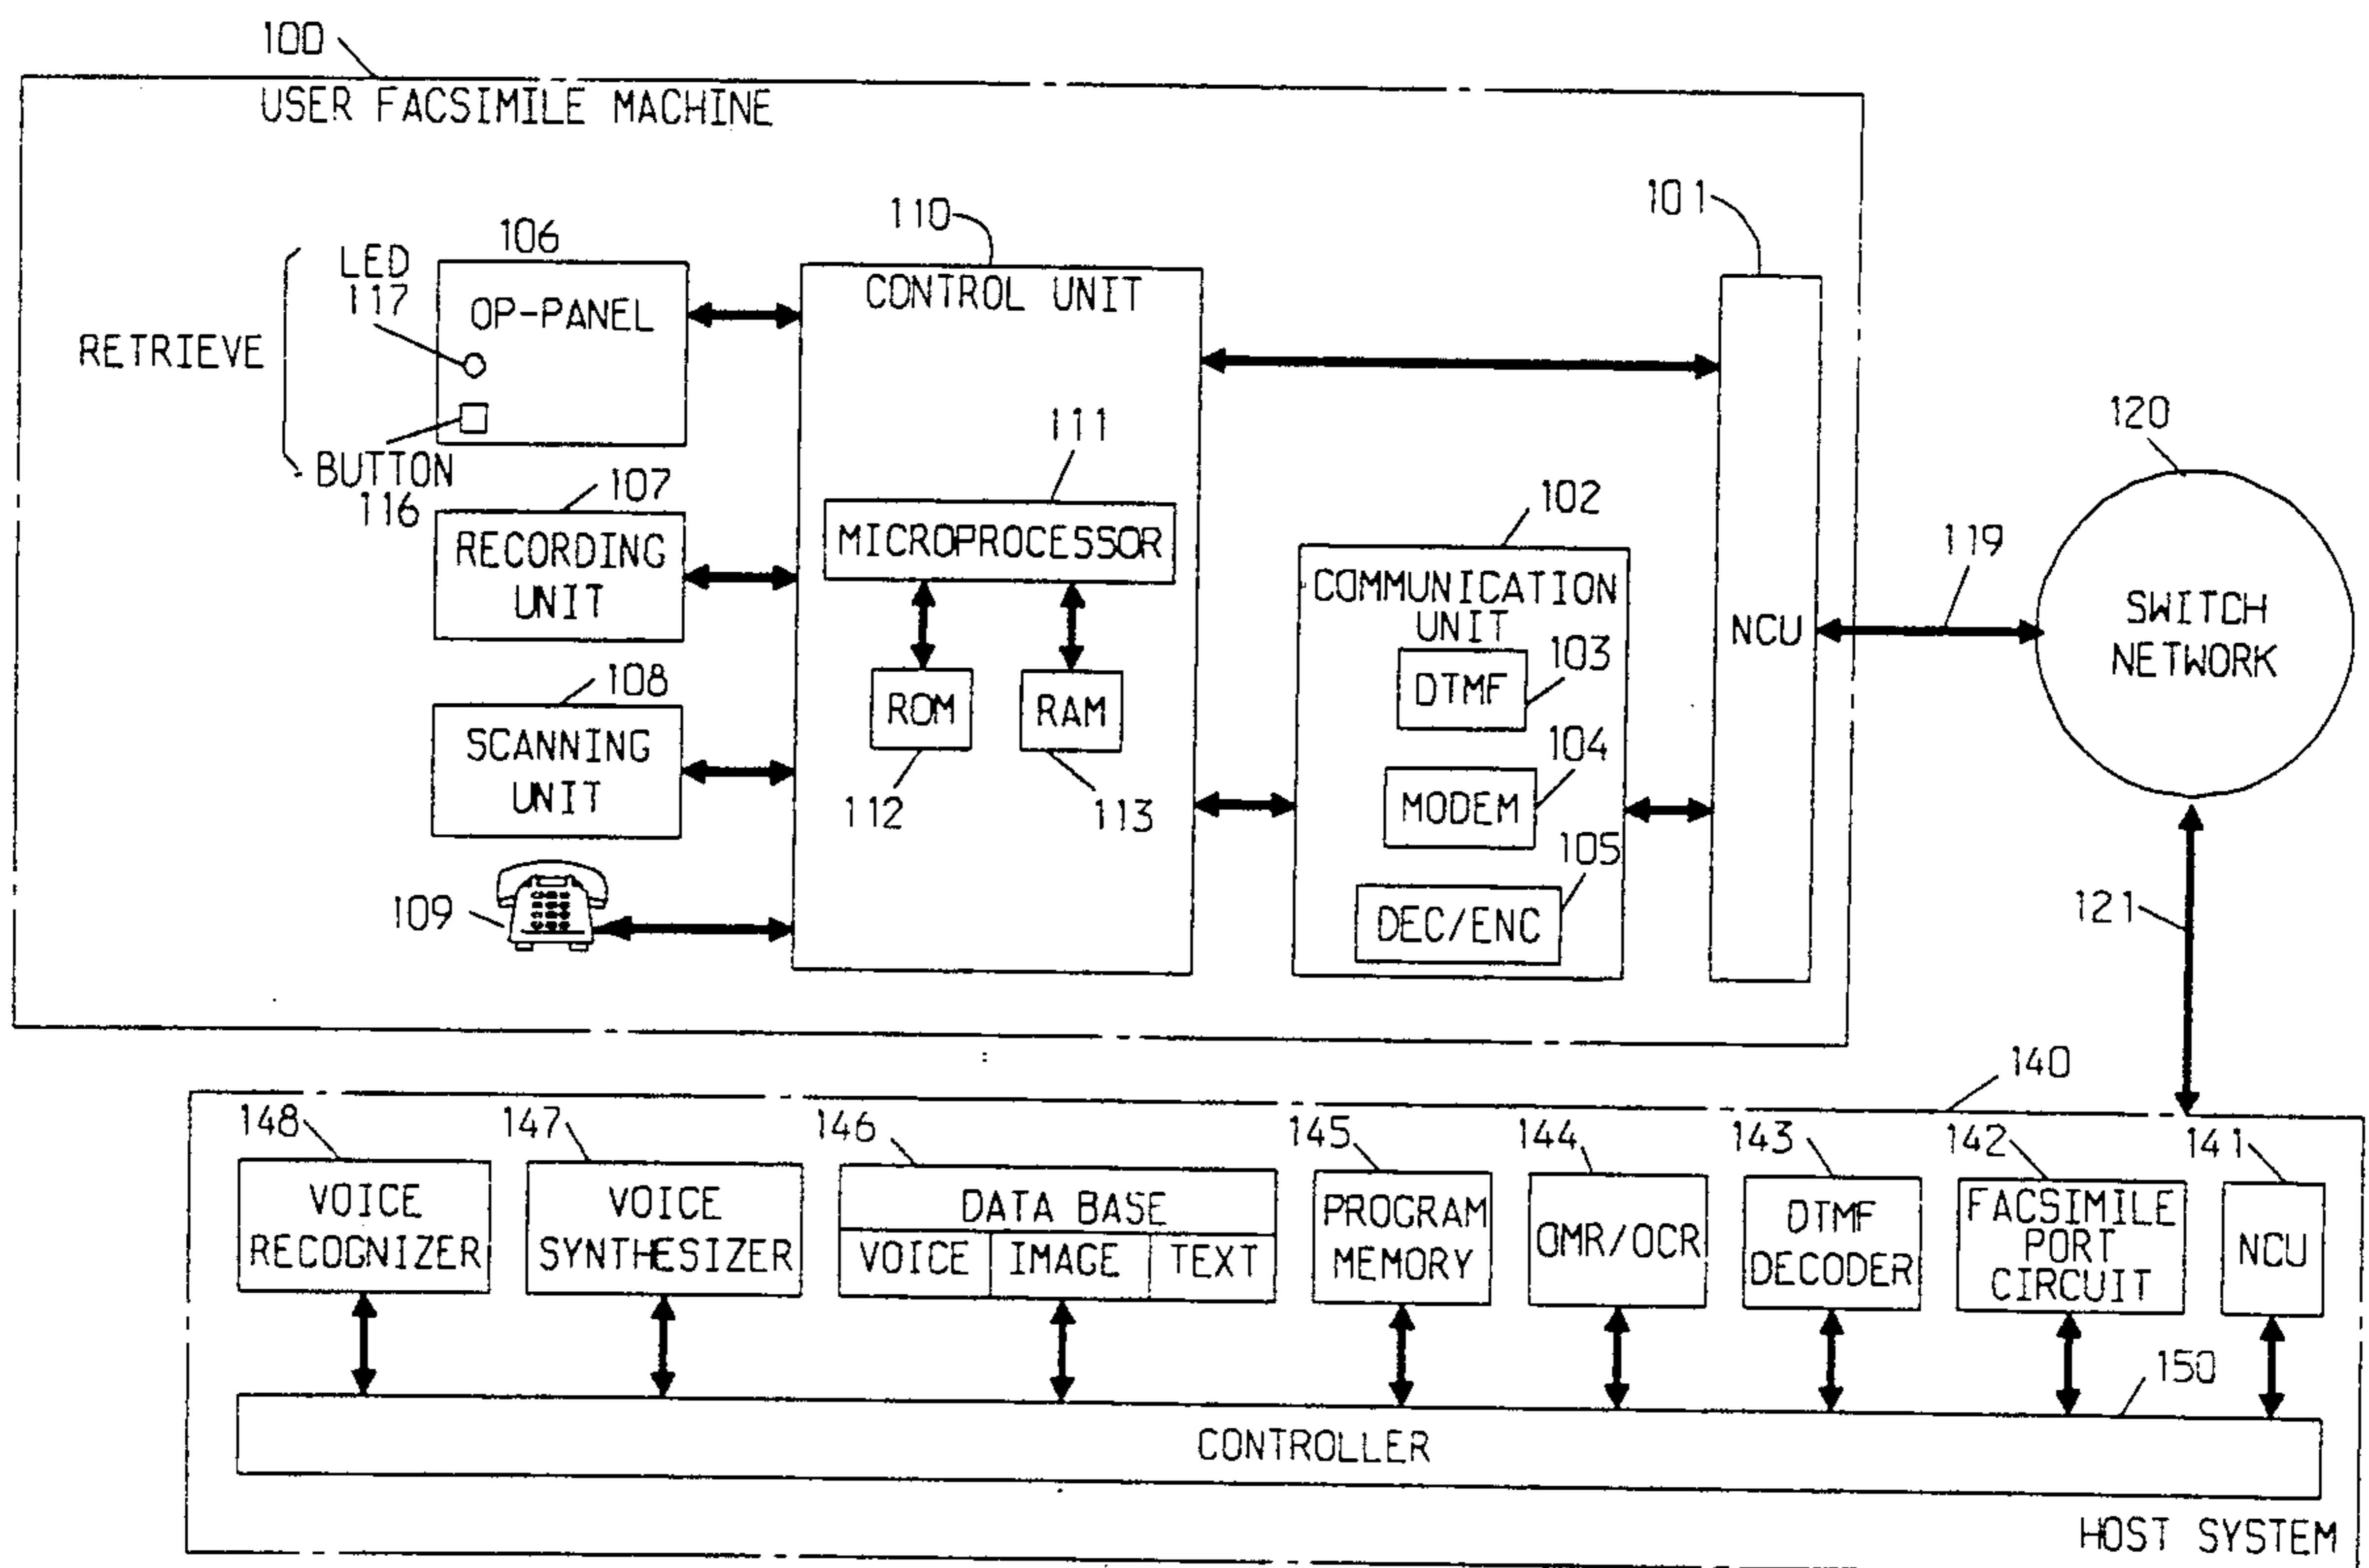 100
USER FACSIMILE MACHINE
RETRIEVE
LED
117
106
OP-PANEL
BUTTON
116
107
RECORDING
UNIT
108
SCANNING
UNIT
109
110
CONTROL UNIT
111
MICROPROCESSOR
ROM
RAM
112
113
102
COMMUNICATION
UNIT
103
DTMF
104
MODEM
105
DEC/ENC
101
NCU
119
120
SWITCH
NETWORK
121
140
148
VOICE
RECOGNIZER
147
VOICE
SYNTHESIZER
146
DATA BASE
VOICE IMAGE TEXT
145
PROGRAM
MEMORY
144
OMR/OCR
143
DTMF
DECODER
142
FACSIMILE
PORT
CIRCUIT
141
NCU
150
CONTROLLER
HOST SYSTEM